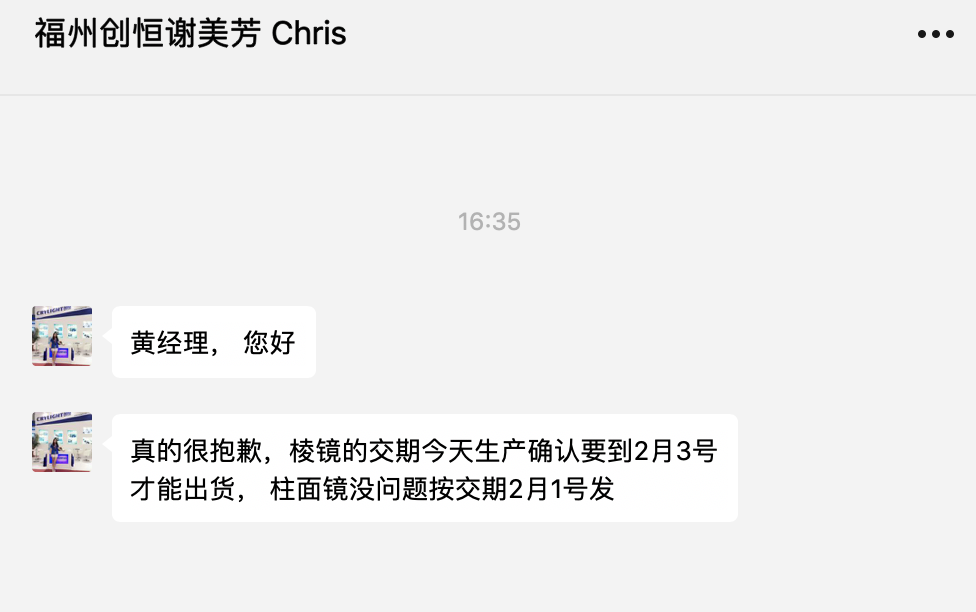 福州创恒谢美芳 Chris
16:35
黄经理， 您好
真的很抱歉，棱镜的交期今天生产确认要到2月3号
才能出货， 柱面镜没问题按交期2月1号发